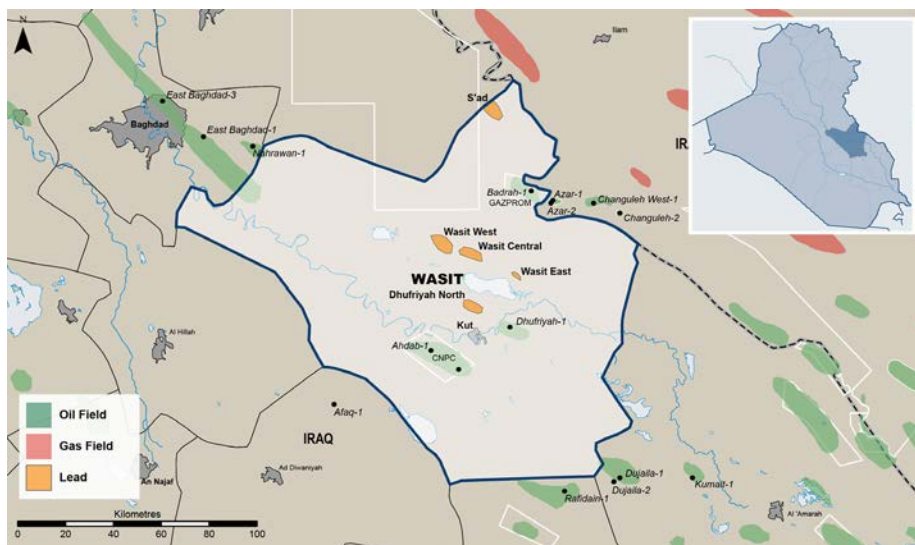 N
Ilam
S'ad
East Baghdad-3
Baghdad
East Baghdad-1
Nahrawan-1
IRA
Badrah-1
GAZPROM
Azar-1
Azar-2
Changuleh West-1
Changuleh-2
Wasit West
Wasit Central
WASIT
Wasit East
Dhufriyah North
Kut
Dhufriyah-1
Al Hillah
Ahdab-1
CNPC
Afaq-1
IRAQ
Oil Field
Gas Field
Lead
An Najaf
Ad Diwaniyah
Dujaila-1
Dujaila-2
Kumait-1
Rafidain-1
Al 'Amarah
Kilometres
0 20 40 60 80 100